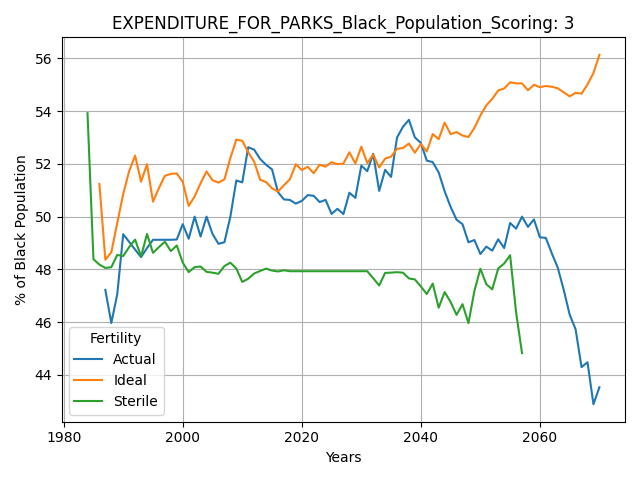 EXPENDITURE_FOR_PARKS_Black_Population_Scoring: 3
% of Black Population
56
54
52
50
48
46
44
Fertility
Actual
Ideal
Sterile
1980
2000
2020
2040
2060
Years